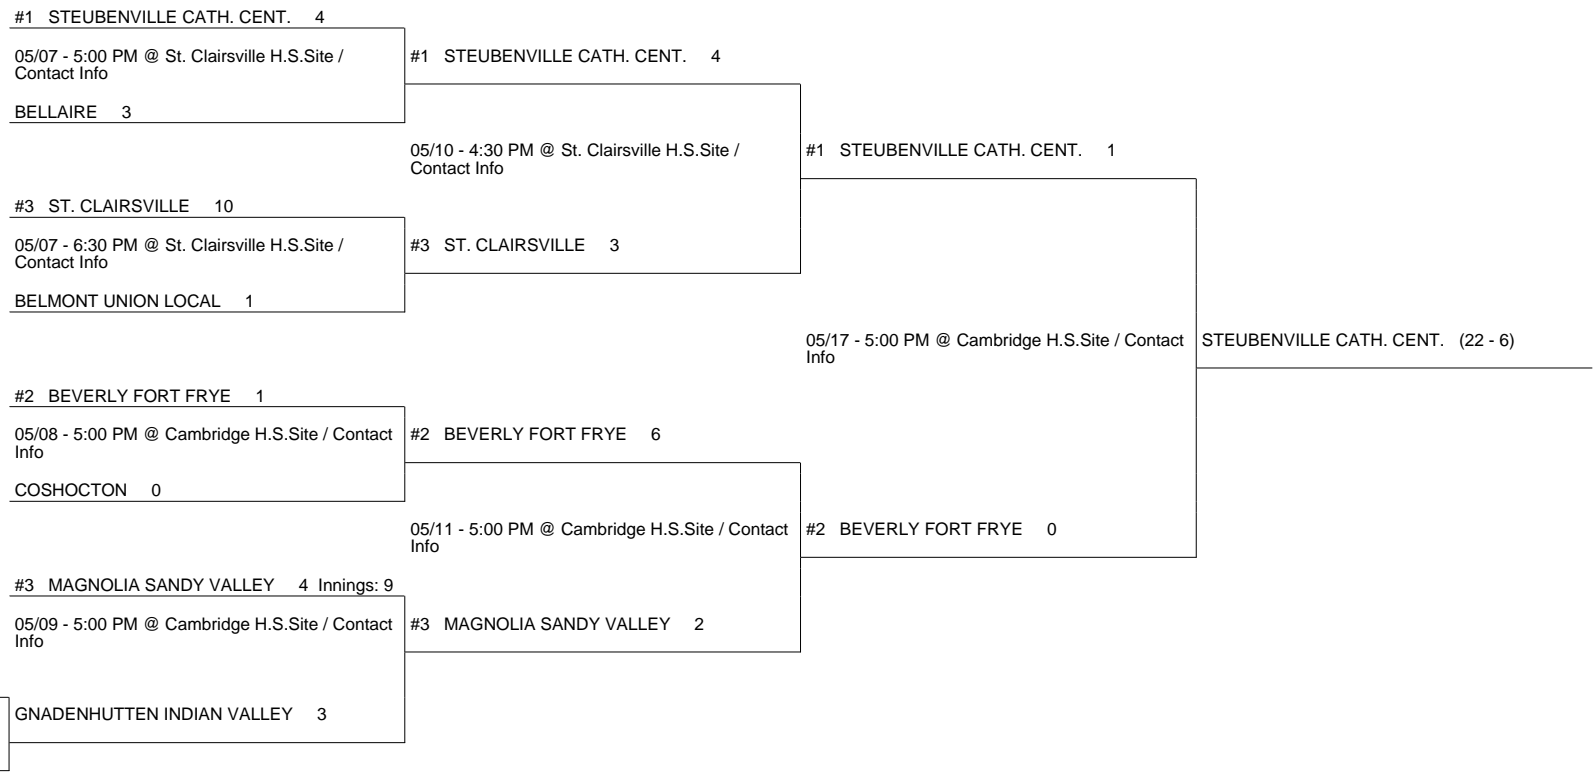 #1 STEUBENVILLE CATH. CENT. 4
05/07 - 5:00 PM @ St. Clairsville H.S.Site /
Contact Info
BELLAIRE 3
#1 STEUBENVILLE CATH. CENT. 4
05/10 - 4:30 PM @ St. Clairsville H.S.Site /
Contact Info
#1 STEUBENVILLE CATH. CENT. 1
#3 ST. CLAIRSVILLE 10
05/07 - 6:30 PM @ St. Clairsville H.S.Site /
Contact Info
BELMONT UNION LOCAL 1
#3 ST. CLAIRSVILLE 3
05/17 - 5:00 PM @ Cambridge H.S.Site / Contact
Info
STEUBENVILLE CATH. CENT. (22 - 6)
#2 BEVERLY FORT FRYE 1
05/08 - 5:00 PM @ Cambridge H.S.Site / Contact
Info
COSHOCTON 0
#2 BEVERLY FORT FRYE 6
05/11 - 5:00 PM @ Cambridge H.S.Site / Contact
Info
#2 BEVERLY FORT FRYE 0
#3 MAGNOLIA SANDY VALLEY 4 Innings: 9
05/09 - 5:00 PM @ Cambridge H.S.Site / Contact
Info
#3 MAGNOLIA SANDY VALLEY 2
GNADENHUTTEN INDIAN VALLEY 3